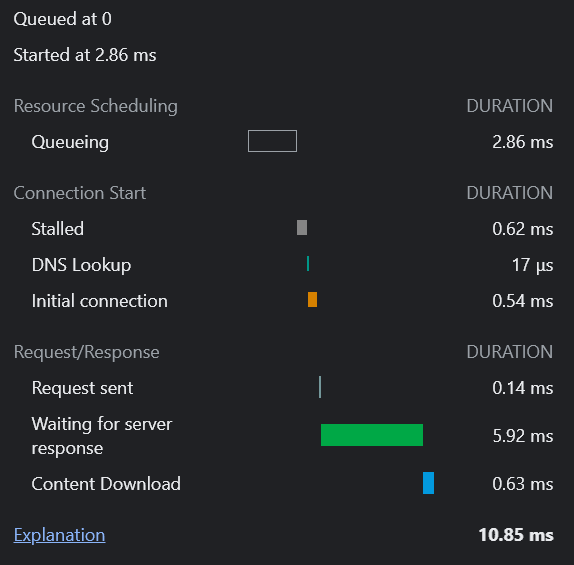 Queued at 0
Started at 2.86 ms
Resource Scheduling DURATION
Queueing 2.86 ms
Connection Start DURATION
Stalled 0.62 ms
DNS Lookup 17 μs
Initial connection 0.54 ms
Request/Response DURATION
Request sent 0.14 ms
Waiting for server
response 5.92 ms
Content Download 0.63 ms
Explanation 10.85 ms